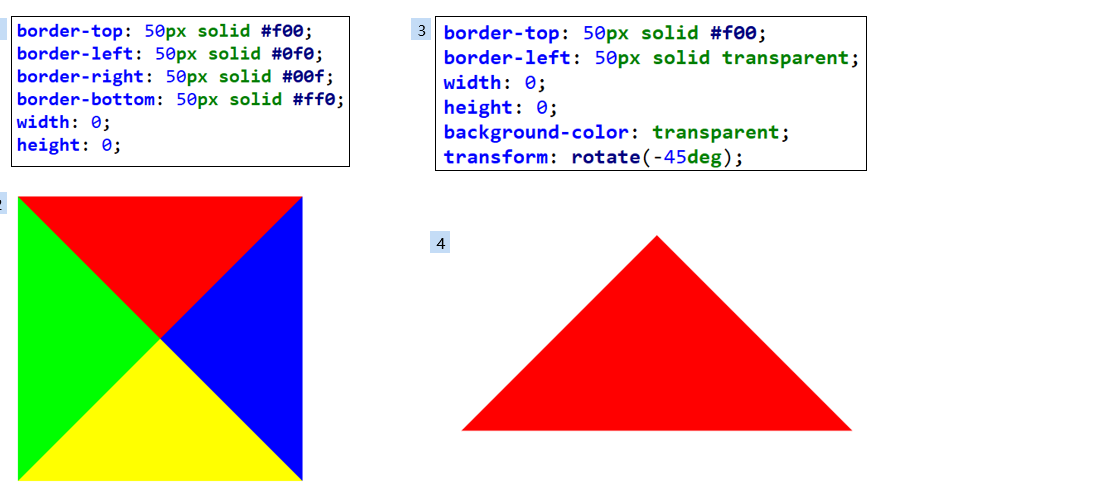 border-top: 50px solid #f00;
border-left: 50px solid #0f0;
border-right: 50px solid #00f;
border-bottom: 50px solid #ff0;
width: 0;
height: 0;
2
3
border-top: 50px solid #f00;
border-left: 50px solid transparent;
width: 0;
height: 0;
background-color: transparent;
transform: rotate(-45deg);
4